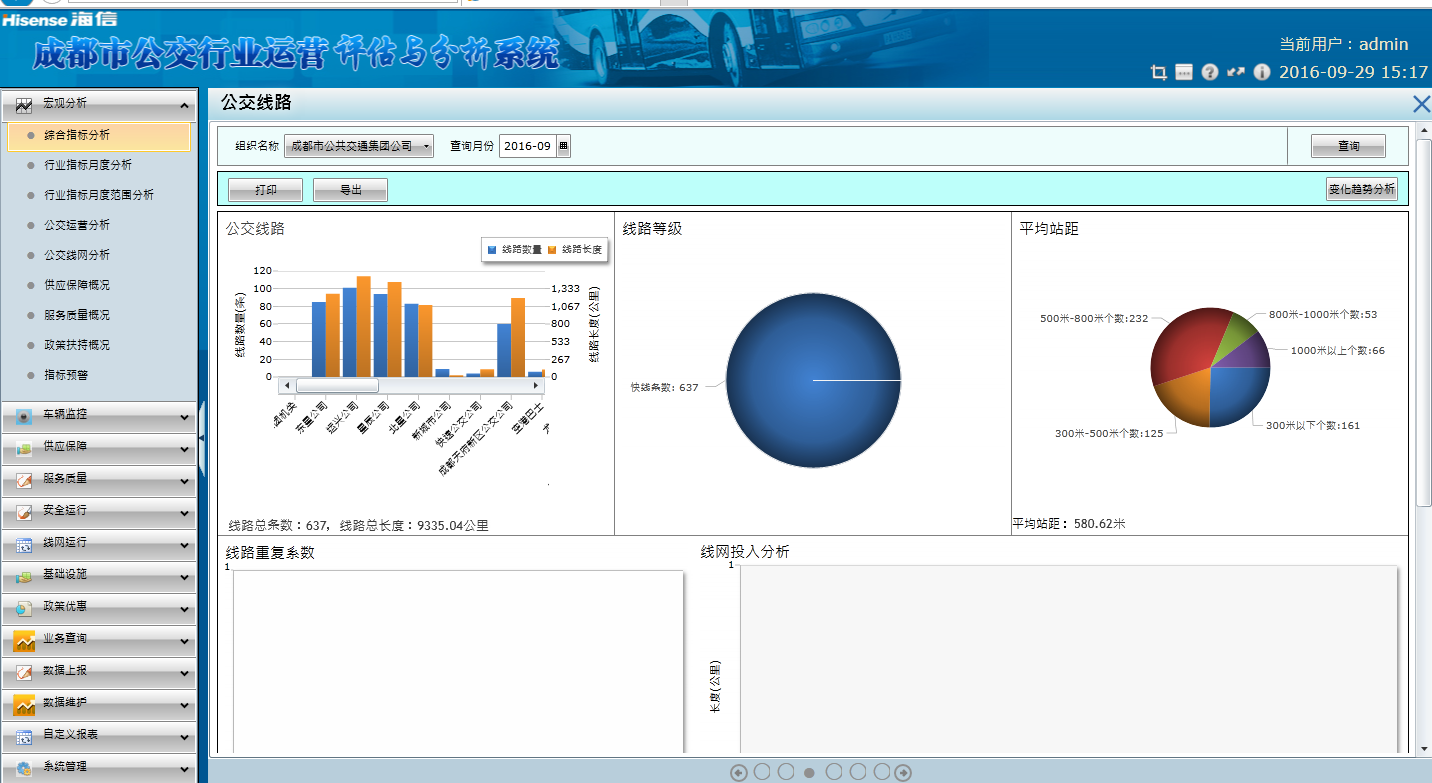 Hisense 海信
成都市公交行业运营评估与分析系统
当前用户：admin
2016-09-29 15:17
宏观分析
综合指标分析
行业指标月度分析
行业指标月度范围分析
公交运营分析
公交线网分析
供应保障概况
服务质量概况
政策扶持概况
指标预警
车辆监控
供应保障
服务质量
安全运行
线网运行
基础设施
政策优惠
业务查询
数据上报
数据维护
自定义报表
系统管理
公交线路
组织名称 成都市公共交通集团公司 查询月份 2016-09 查询
打印 导出 变化趋势分析
公交线路
线路数量 线路长度
线路数量(条)
120
100
80
60
40
20
0
1,333
1,067
800
533
267
0
线路长度(公里)
团机关
东星公司
运兴公司
星辰公司
北星公司
新城市公司
快速公交公司
成都天府新区公交公司
空港巴士
线路总条数：637，线路总长度：9335.04公里
线路等级
快线条数: 637
平均站距
500米-800米个数:232
800米-1000米个数:53
1000米以上个数:66
300米以下个数:161
300米-500米个数:125
平均站距：580.62米
线路重复系数
1
线网投入分析
1
长度(公里)